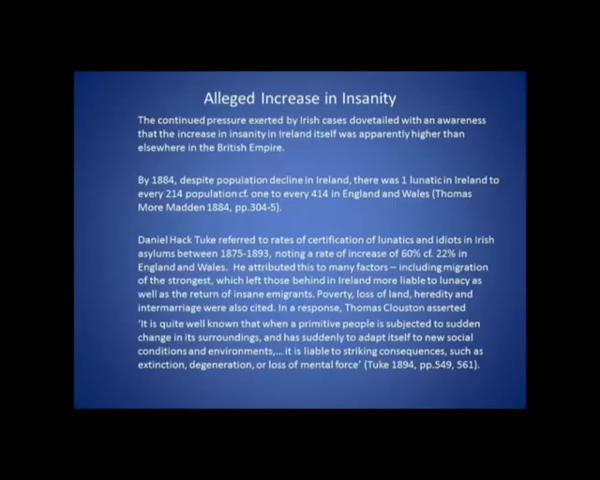 Alleged Increase in Insanity
The continued pressure exerted by Irish cases dovetailed with an awareness
that the increase in insanity in Ireland itself was apparently higher than
elsewhere in the British Empire.
By 1884, despite population decline in Ireland, there was 1 lunatic in Ireland to
every 214 population cf. one to every 414 in England and Wales (Thomas
More Madden 1884, pp.304-5).
Daniel Hack Tuke referred to rates of certification of lunatics and idiots in Irish
asylums between 1875-1893, noting a rate of increase of 60% cf. 22% in
England and Wales. He attributed this to many factors – including migration
of the strongest, which left those behind in Ireland more liable to lunacy as
well as the return of insane emigrants. Poverty, loss of land, heredity and
intermarriage were also cited. In a response, Thomas Clouston asserted
'It is quite well known that when a primitive people is subjected to sudden
change in its surroundings, and has suddenly to adapt itself to new social
conditions and environments,... it is liable to striking consequences, such as
extinction, degeneration, or loss of mental force' (Tuke 1894, pp.549, 561).